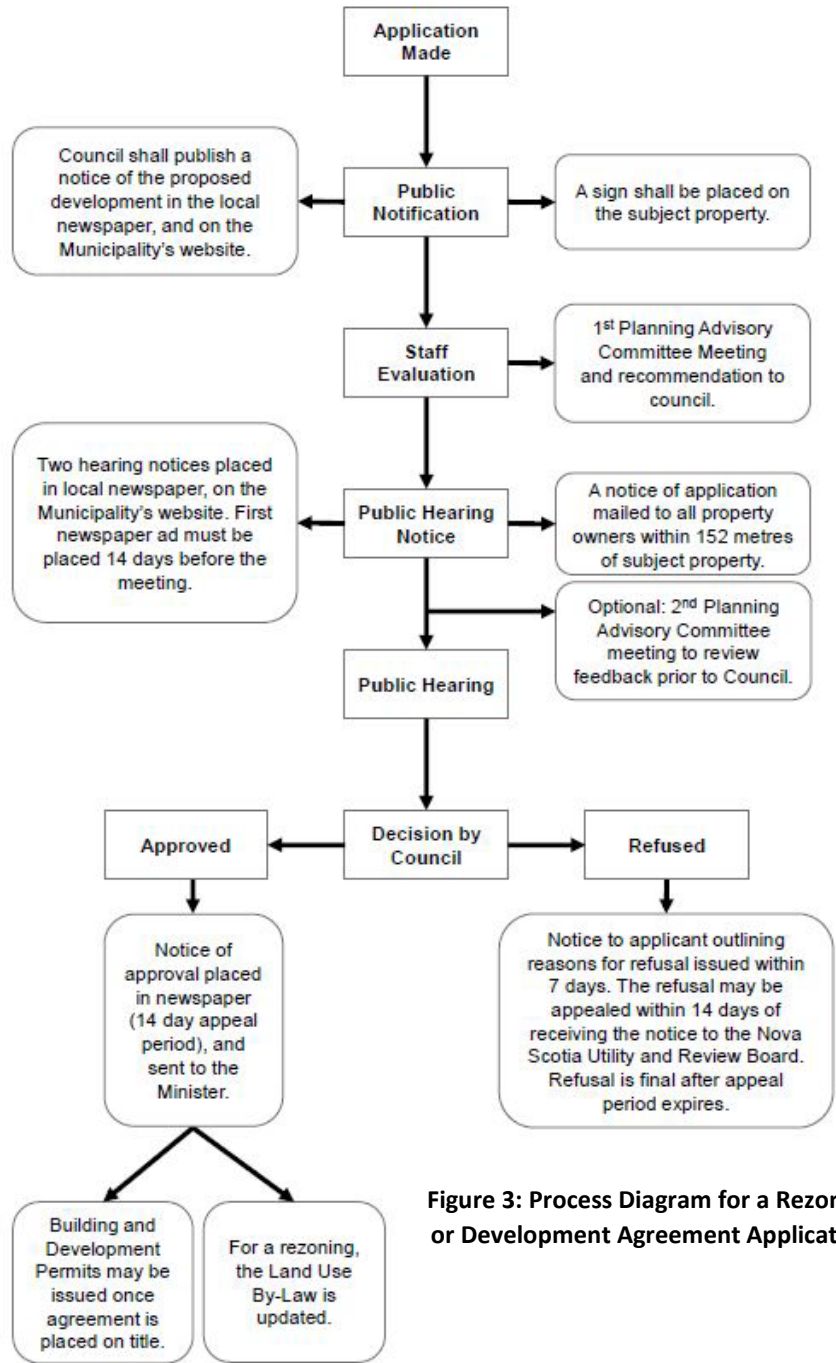 Application
Made
Council shall publish a
notice of the proposed
development in the local
newspaper, and on the
Municipality's website.
Public
Notification
A sign shall be placed on
the subject property.
Staff
Evaluation
1st Planning Advisory
Committee Meeting
and recommendation to
council.
Two hearing notices placed
in local newspaper, on the
Municipality's website. First
newspaper ad must be
placed 14 days before the
meeting.
Public Hearing
Notice
A notice of application
mailed to all property
owners within 152 metres
of subject property.
Optional: 2nd Planning
Advisory Committee
meeting to review
feedback prior to Council.
Public Hearing
Approved
Decision by
Council
Refused
Notice of
approval placed
in newspaper
(14 day appeal
period), and
sent to the
Minister.
Notice to applicant outlining
reasons for refusal issued within
7 days. The refusal may be
appealed within 14 days of
receiving the notice to the Nova
Scotia Utility and Review Board.
Refusal is final after appeal
period expires.
Building and
Development
Permits may be
issued once
agreement is
placed on title.
For a rezoning,
the Land Use
By-Law is
updated.
Figure 3: Process Diagram for a
or Development Agreement